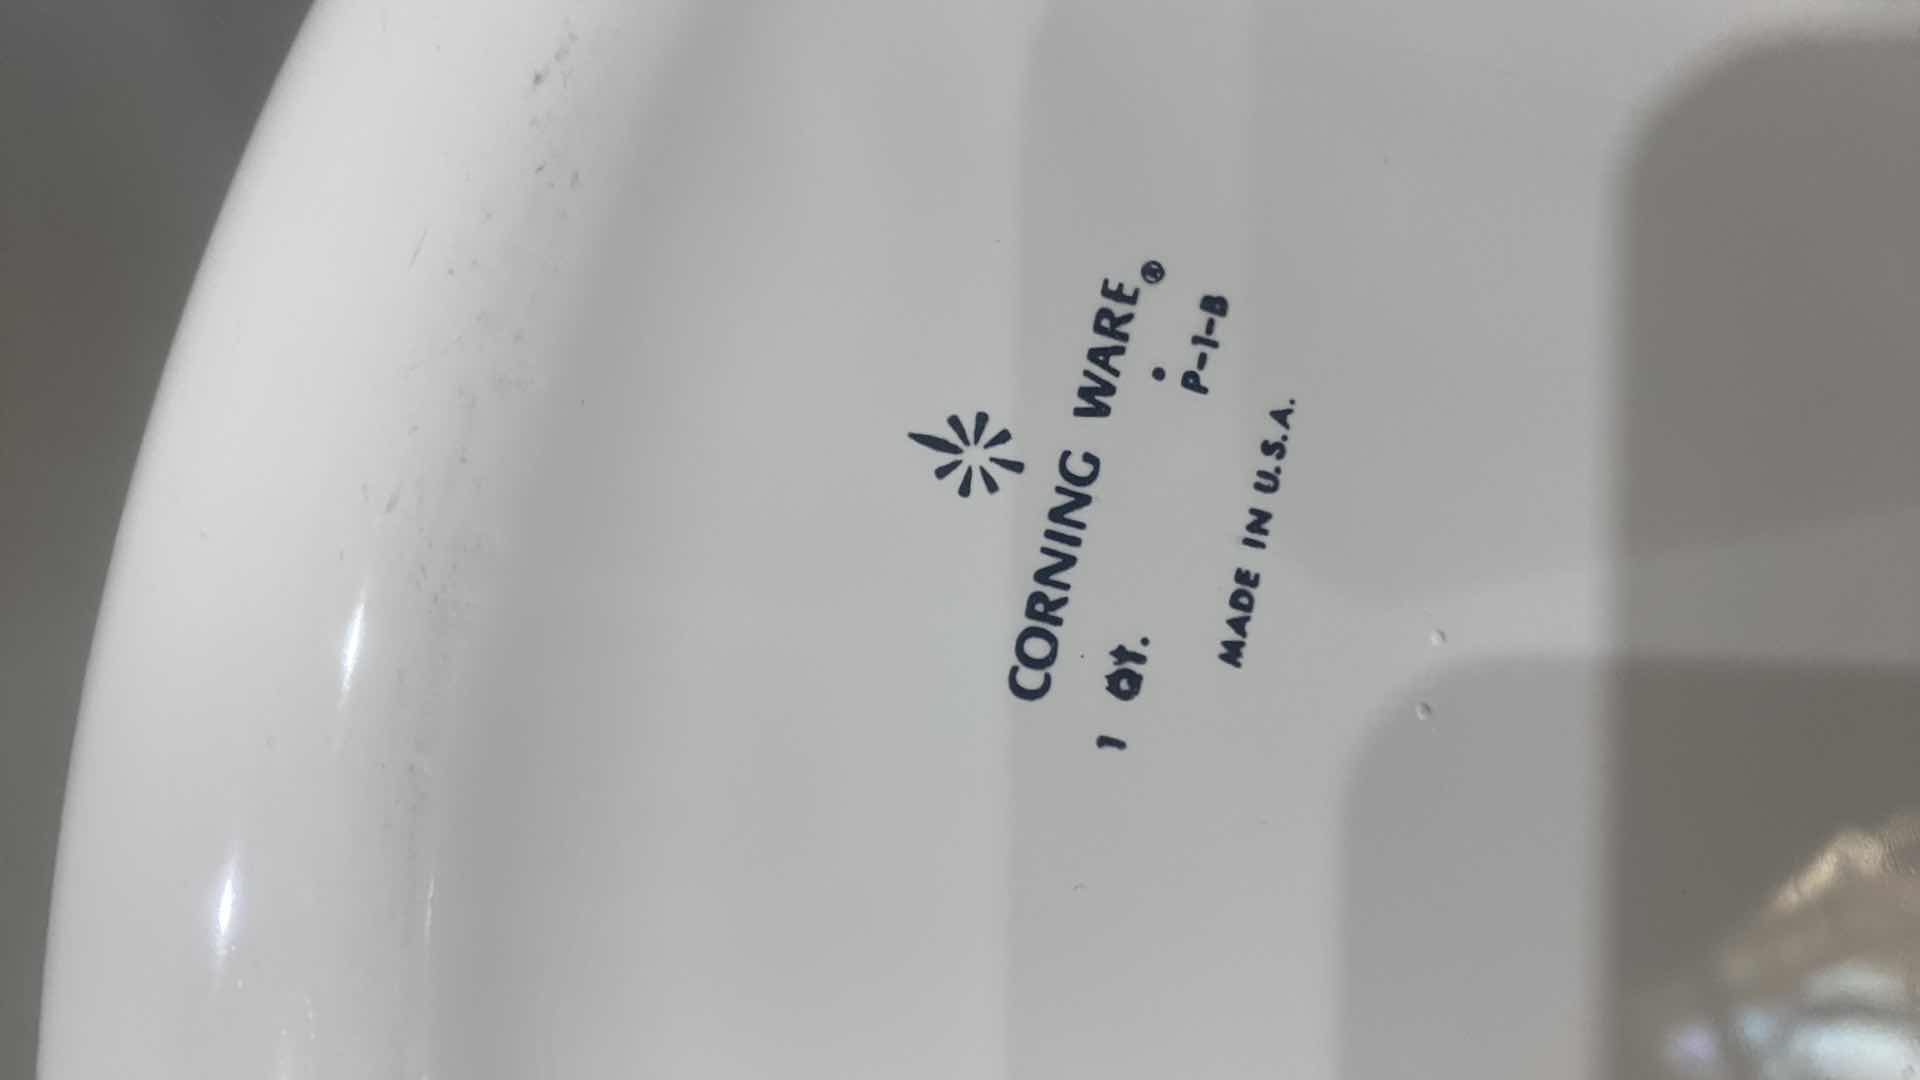 CORNING WARE®
1 QT. • P-1-B
MADE IN U.S.A.